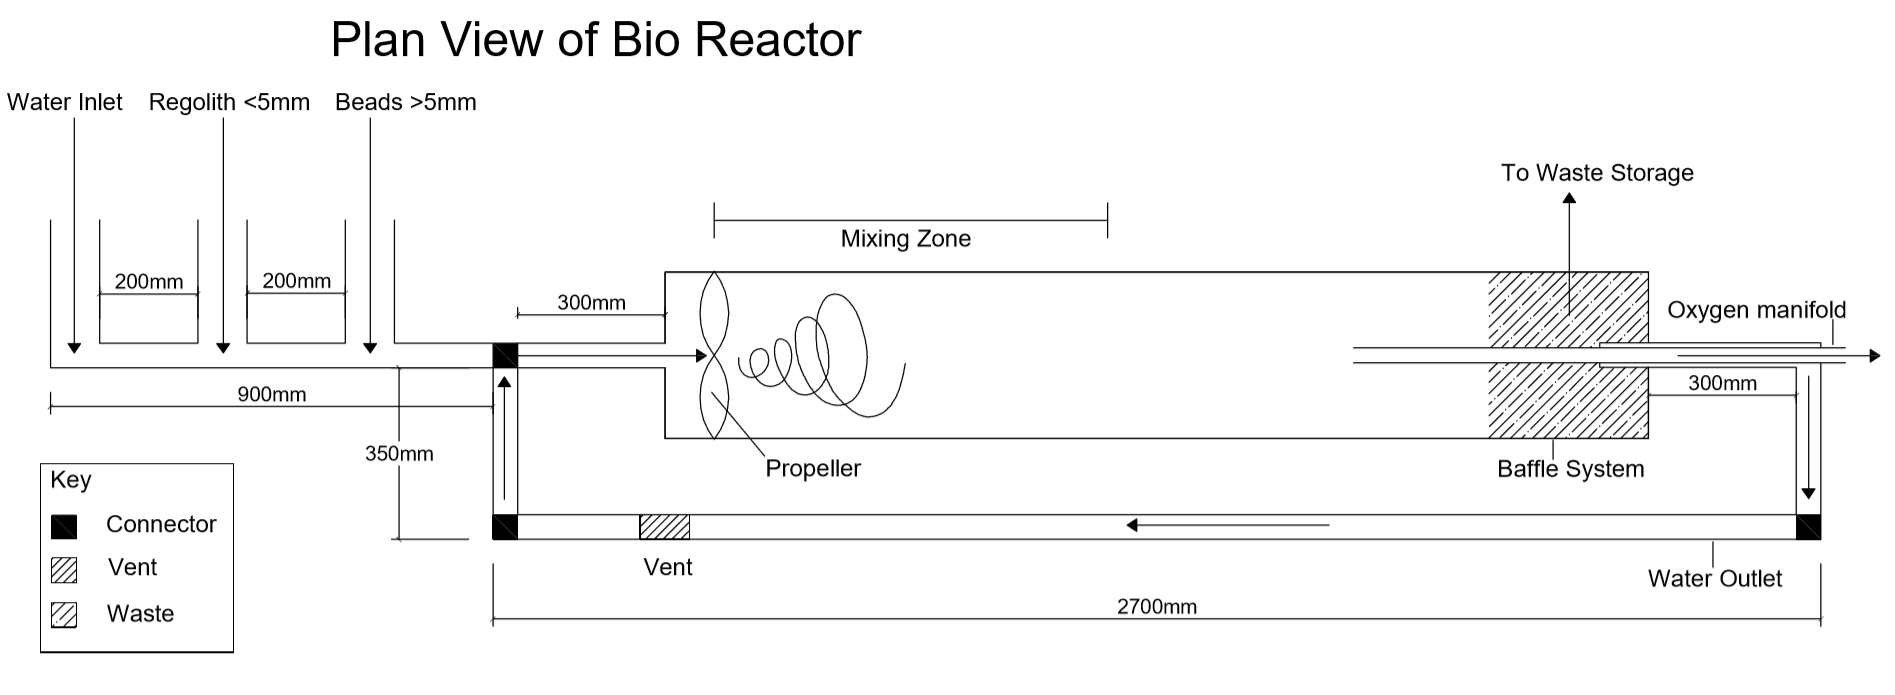 Plan View of Bio Reactor
Water Inlet
Regolith <5mm
Beads >5mm
To Waste Storage
Mixing Zone
200mm
200mm
300mm
Oxygen manifold
300mm
900mm
350mm
Propeller
Baffle System
Key
Connector
Vent
Waste
Vent
Water Outlet
2700mm